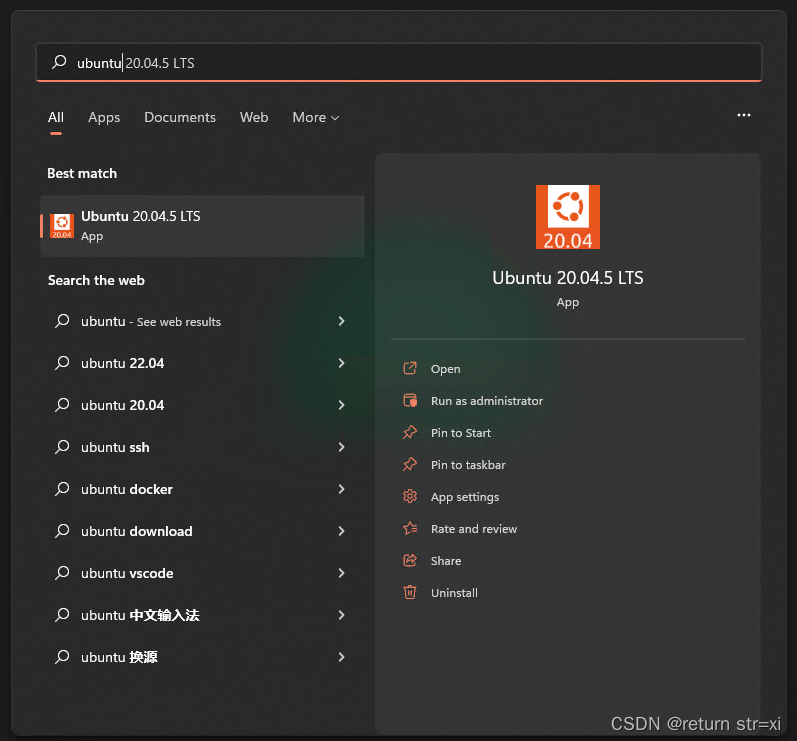 ubuntu 20.04.5 LTS
All Apps Documents Web More
Best match
Ubuntu 20.04.5 LTS
App
20.04
Search the web
ubuntu - See web results
ubuntu 22.04
ubuntu 20.04
ubuntu ssh
ubuntu docker
ubuntu download
ubuntu vscode
ubuntu 中文输入法
ubuntu 换源
20.04
Ubuntu 20.04.5 LTS
App
Open
Run as administrator
Pin to Start
Pin to taskbar
App settings
Rate and review
Share
Uninstall
CSDN @return str=xi